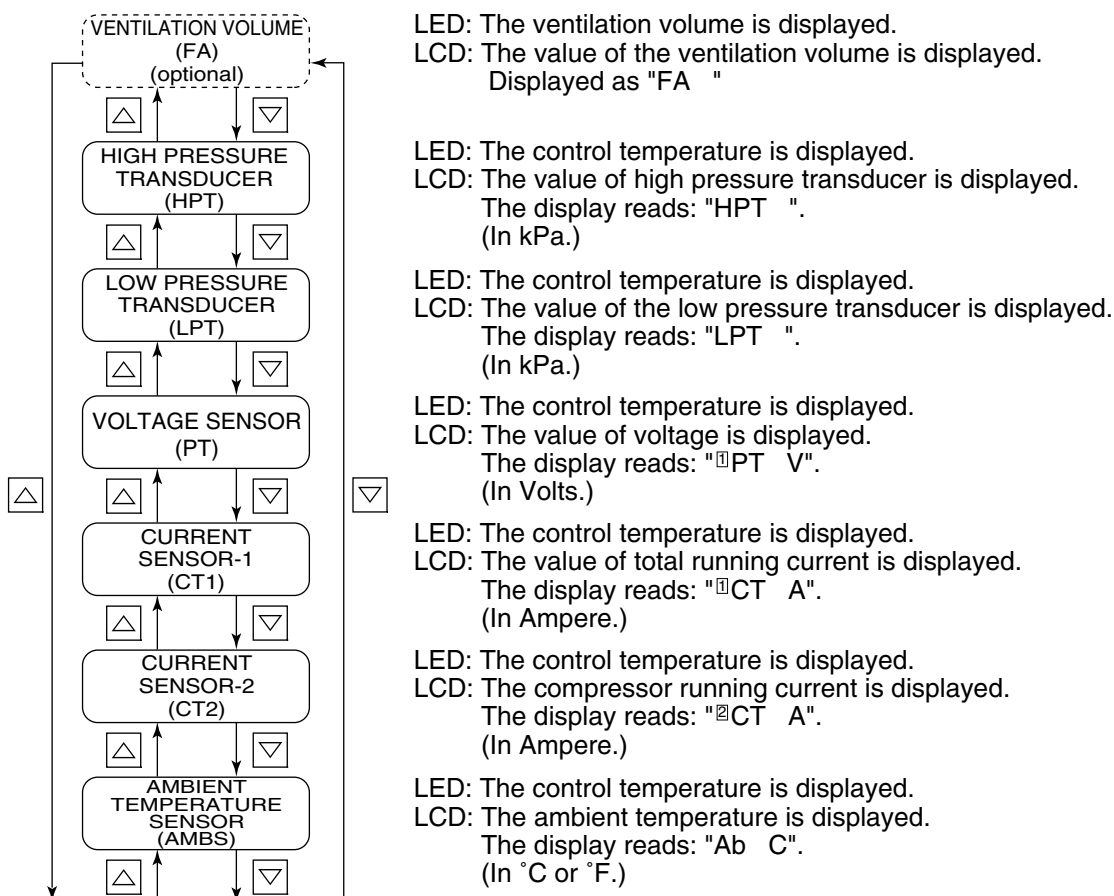 VENTILATION VOLUME
(FA)
(optional)
LED: The ventilation volume is displayed.
LCD: The value of the ventilation volume is displayed.
Displayed as "FA   "
△ ▽
HIGH PRESSURE
TRANSDUCER
(HPT)
LED: The control temperature is displayed.
LCD: The value of high pressure transducer is displayed.
The display reads: "HPT   ".
(In kPa.)
△ ▽
LOW PRESSURE
TRANSDUCER
(LPT)
LED: The control temperature is displayed.
LCD: The value of the low pressure transducer is displayed.
The display reads: "LPT   ".
(In kPa.)
△ ▽
VOLTAGE SENSOR
(PT)
LED: The control temperature is displayed.
LCD: The value of voltage is displayed.
The display reads: "1PT   V".
(In Volts.)
△ △ ▽ ▽
CURRENT
SENSOR-1
(CT1)
LED: The control temperature is displayed.
LCD: The value of total running current is displayed.
The display reads: "1CT   A".
(In Ampere.)
△ ▽
CURRENT
SENSOR-2
(CT2)
LED: The control temperature is displayed.
LCD: The compressor running current is displayed.
The display reads: "2CT   A".
(In Ampere.)
△ ▽
AMBIENT
TEMPERATURE
SENSOR
(AMBS)
LED: The control temperature is displayed.
LCD: The ambient temperature is displayed.
The display reads: "Ab   C".
(In ˚C or ˚F.)
△ ▽